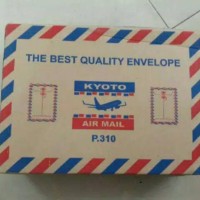 THE BEST QUALITY ENVELOPE
KYOTO
AIR MAIL
P.310